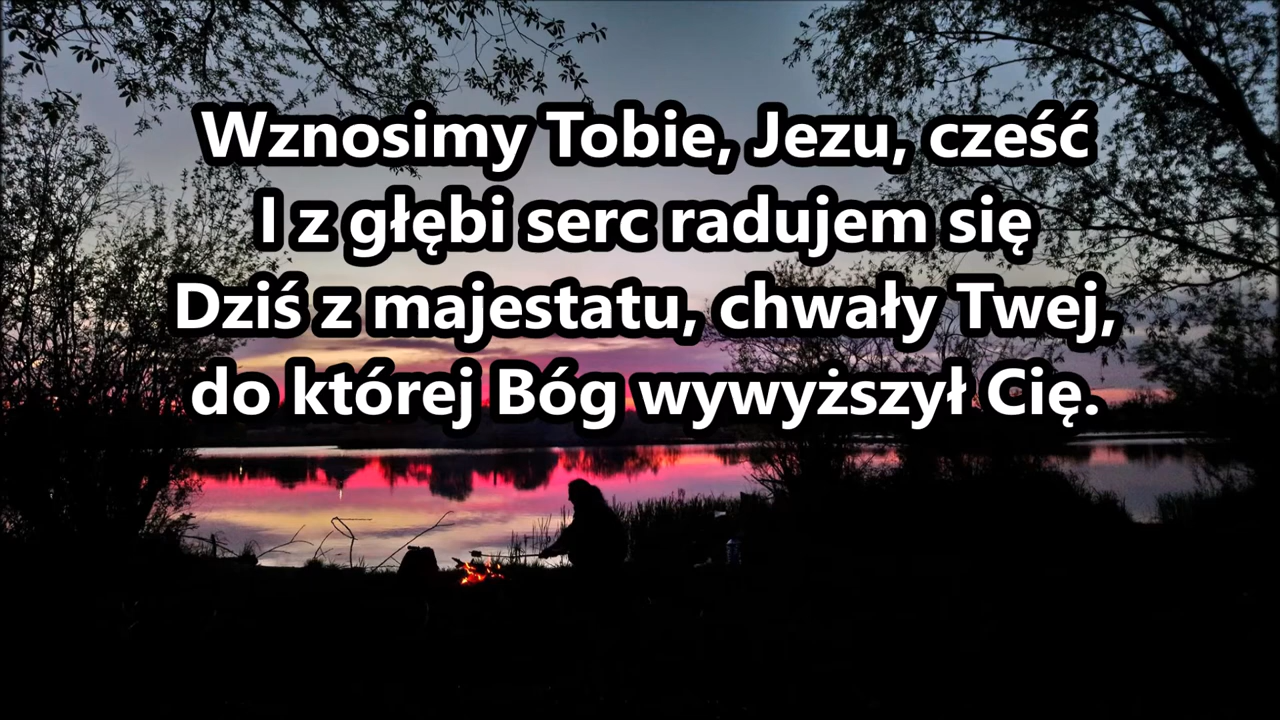 Wznosimy Tobie, Jezu, cześć
I z głębi serc radujem się
Dziś z majestatu, chwały Twej,
do której Bóg wywyższył Cię.